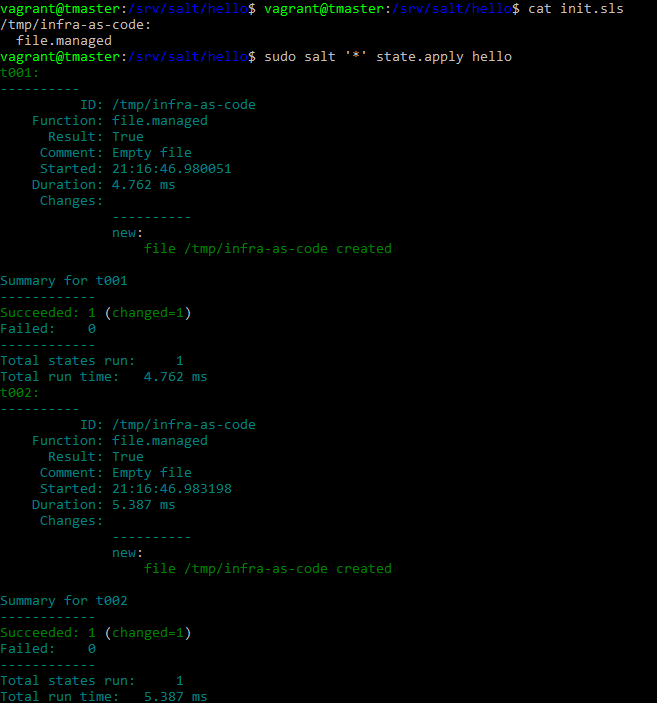 vagrant@tmaster:/srv/salt/hello$ vagrant@tmaster:/srv/salt/hello$ cat init.sls
/tmp/infra-as-code:
  file.managed
vagrant@tmaster:/srv/salt/hello$ sudo salt '*' state.apply hello
t001:
----------
          ID: /tmp/infra-as-code
    Function: file.managed
      Result: True
     Comment: Empty file
     Started: 21:16:46.980051
    Duration: 4.762 ms
     Changes:
              ----------
              new:
                  file /tmp/infra-as-code created

Summary for t001
------------
Succeeded: 1 (changed=1)
Failed:    0
------------
Total states run:     1
Total run time:   4.762 ms
t002:
----------
          ID: /tmp/infra-as-code
    Function: file.managed
      Result: True
     Comment: Empty file
     Started: 21:16:46.983198
    Duration: 5.387 ms
     Changes:
              ----------
              new:
                  file /tmp/infra-as-code created

Summary for t002
------------
Succeeded: 1 (changed=1)
Failed:    0
------------
Total states run:     1
Total run time:   5.387 ms